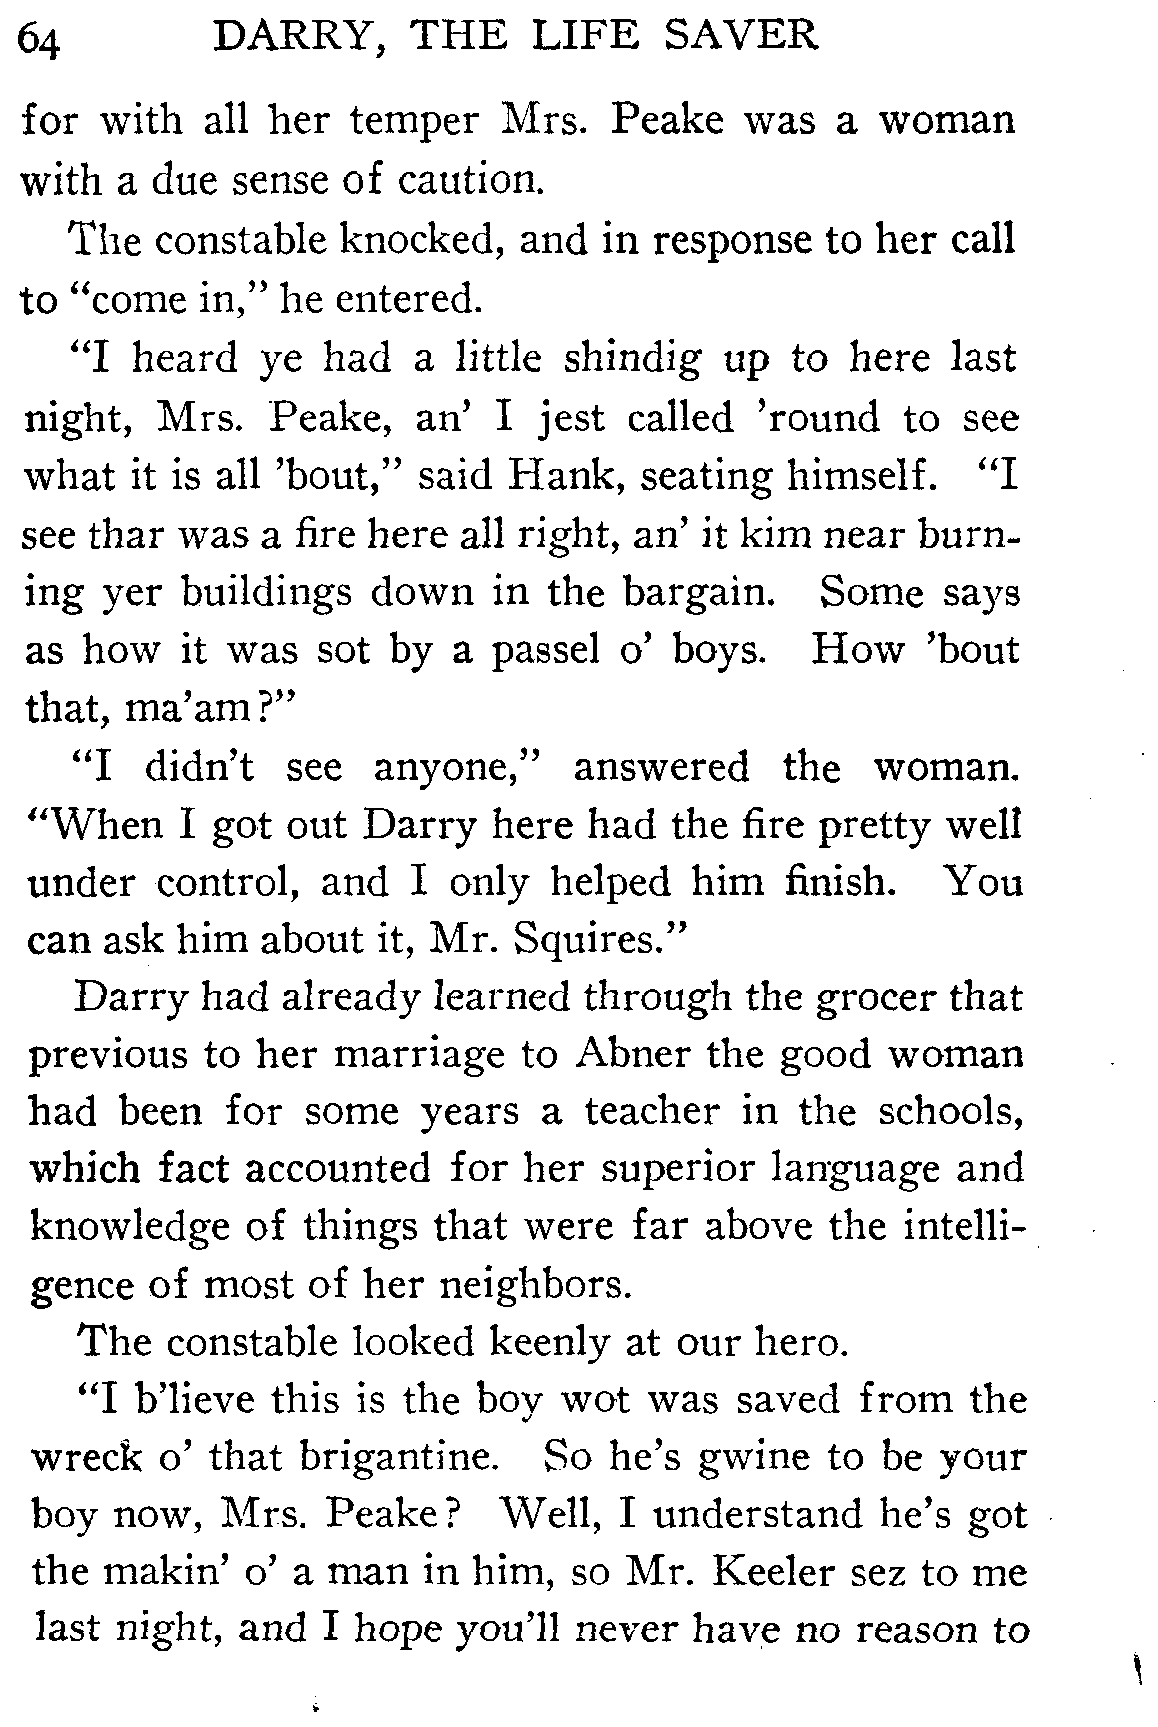 64 DARRY, THE LIFE SAVER
for with all her temper Mrs. Peake was a woman
with a due sense of caution.
The constable knocked, and in response to her call
to “come in,” he entered.
“I heard ye had a little shindig up to here last
night, Mrs. Peake, an’ I jest called ’round to see
what it is all ’bout,” said Hank, seating himself. “I
see thar was a fire here all right, an’ it kim near burn-
ing yer buildings down in the bargain. Some says
as how it was sot by a passel o’ boys. How ’bout
that, ma’am?”
“I didn’t see anyone,” answered the woman.
“When I got out Darry here had the fire pretty well
under control, and I only helped him finish. You
can ask him about it, Mr. Squires.”
Darry had already learned through the grocer that
previous to her marriage to Abner the good woman
had been for some years a teacher in the schools,
which fact accounted for her superior language and
knowledge of things that were far above the intelli-
gence of most of her neighbors.
The constable looked keenly at our hero.
“I b’lieve this is the boy wot was saved from the
wreck o’ that brigantine. So he’s gwine to be your
boy now, Mrs. Peake? Well, I understand he’s got
the makin’ o’ a man in him, so Mr. Keeler sez to me
last night, and I hope you’ll never have no reason to